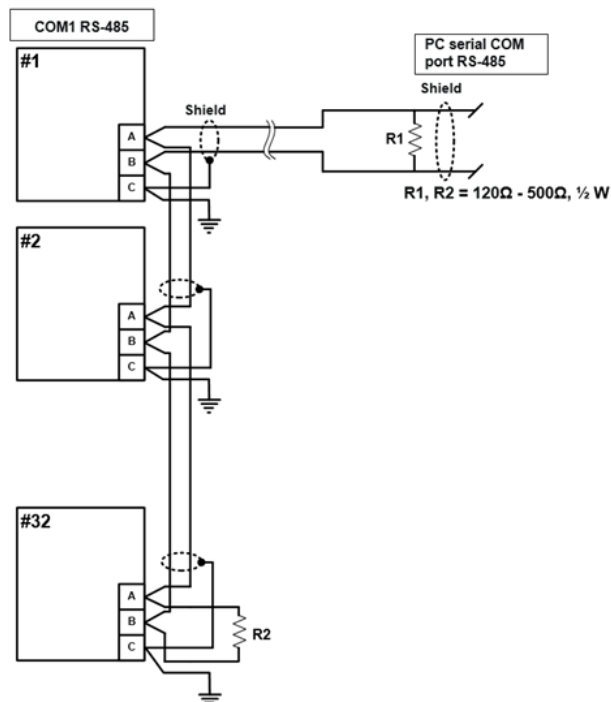 COM1 RS-485
PC serial COM
port RS-485
#1
Shield
Shield
A
B
C
R1
R1, R2 = 120Ω - 500Ω, ½ W
#2
A
B
C
#32
A
B
C
R2